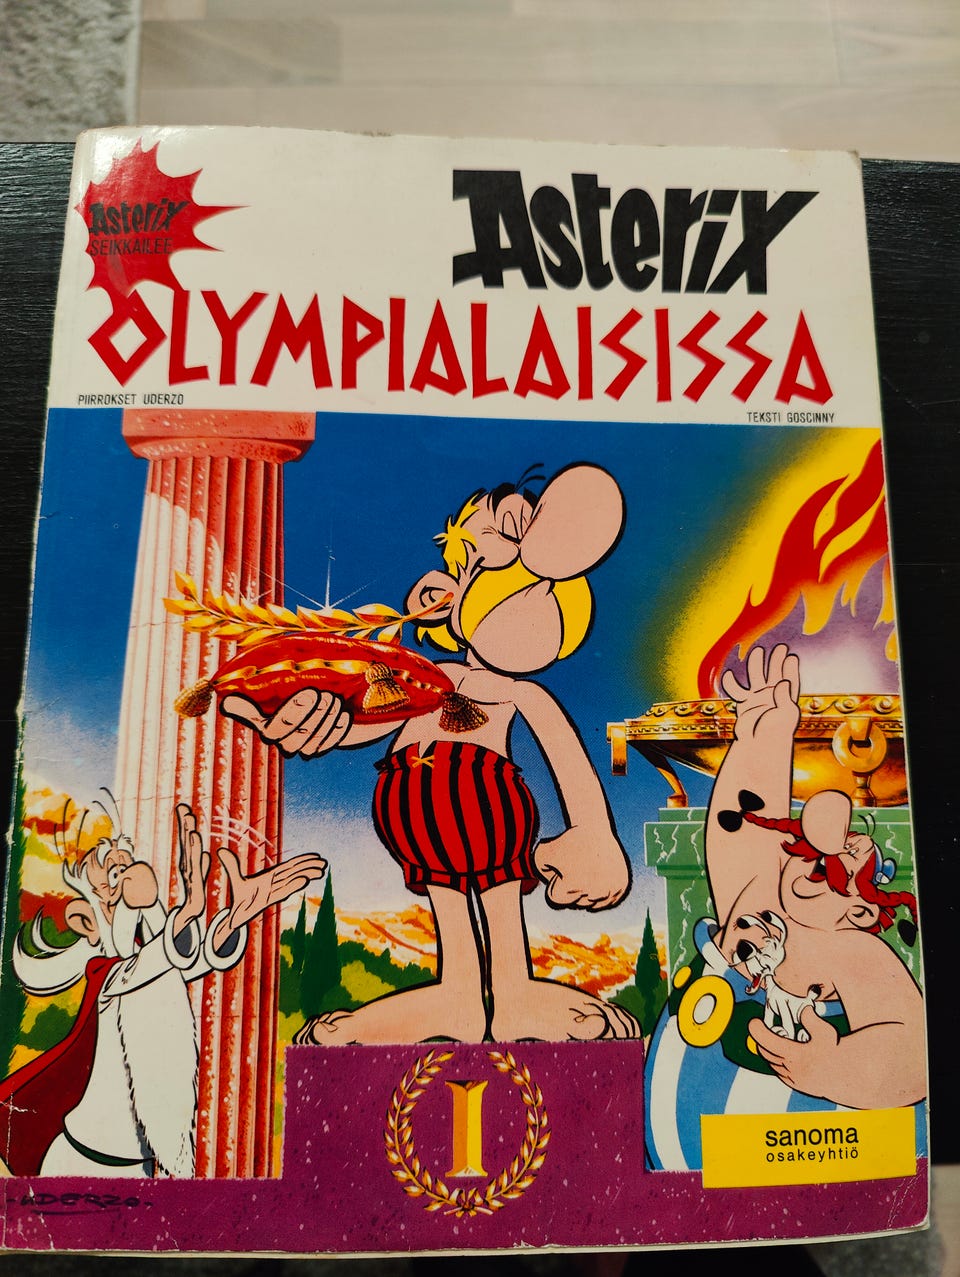 Asterix
SEIKKAILEE
Asterix
OLYMPIALAISISSA
PIIRROKSET UDERZO
TEKSTI GOSCINNY
I
sanoma
osakeyhtiö
-UDERZO-